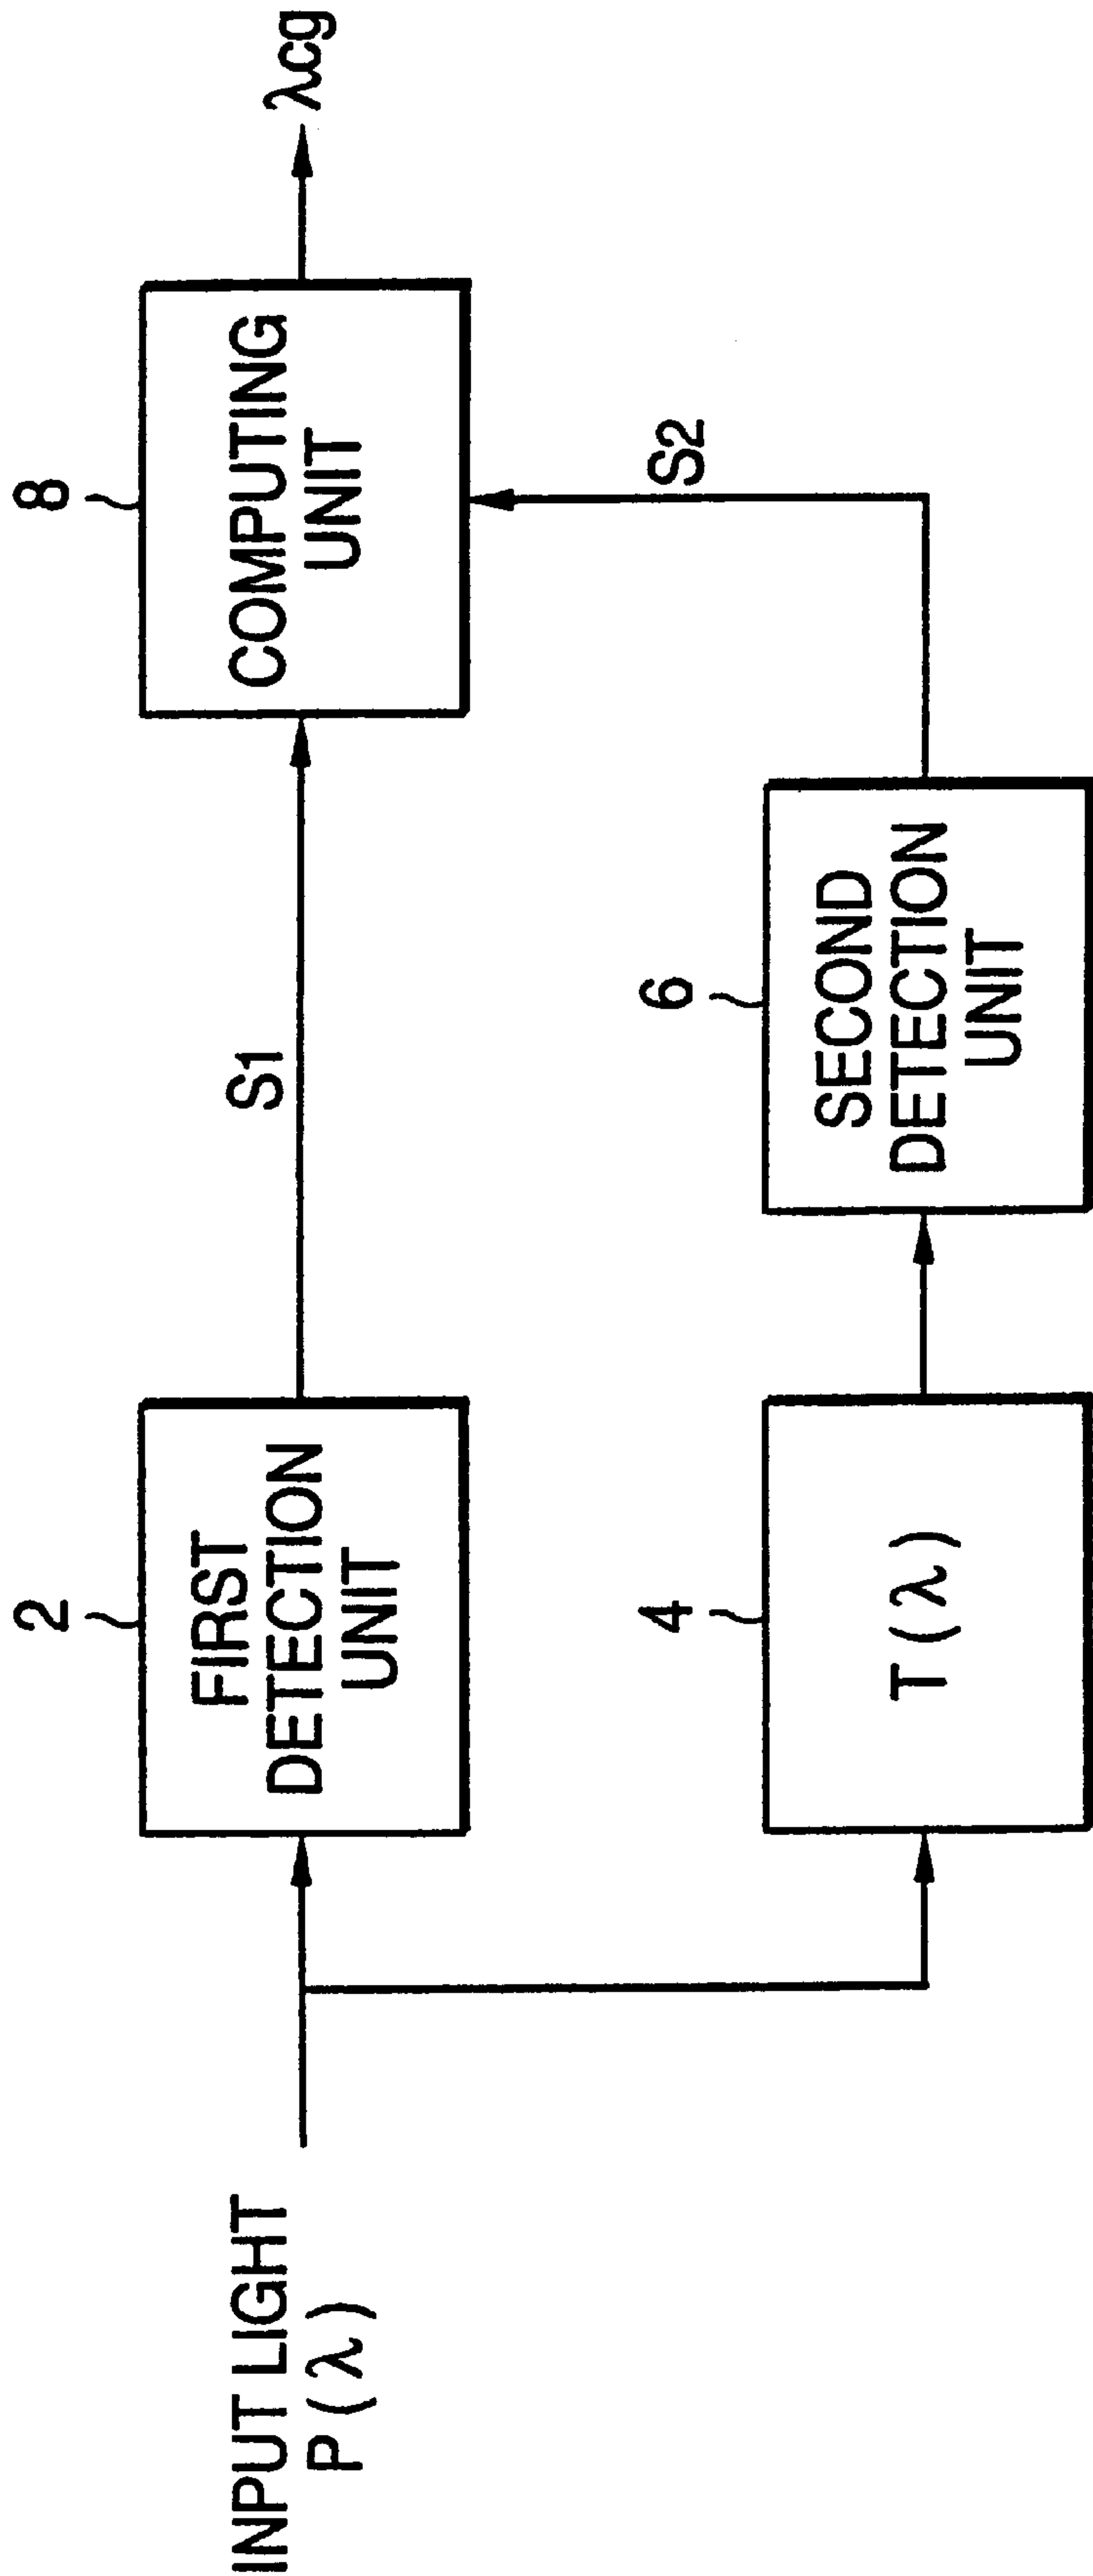 INPUT LIGHT
P ( λ )
2
FIRST
DETECTION
UNIT
S1
8
COMPUTING
UNIT
λcg
4
T ( λ )
6
SECOND
DETECTION
UNIT
S2